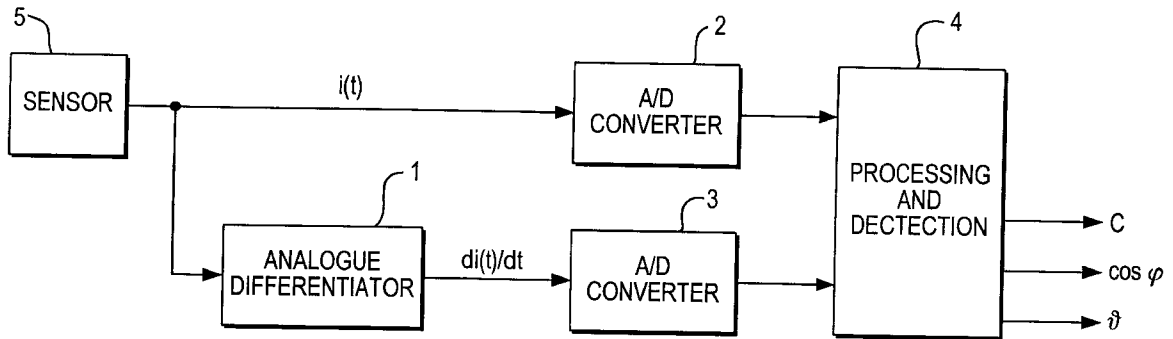 5
SENSOR
i(t)
2
A/D
CONVERTER
4
PROCESSING
AND
DECTECTION
1
ANALOGUE
DIFFERENTIATOR
di(t)/dt
3
A/D
CONVERTER
C
cos φ
ϑ